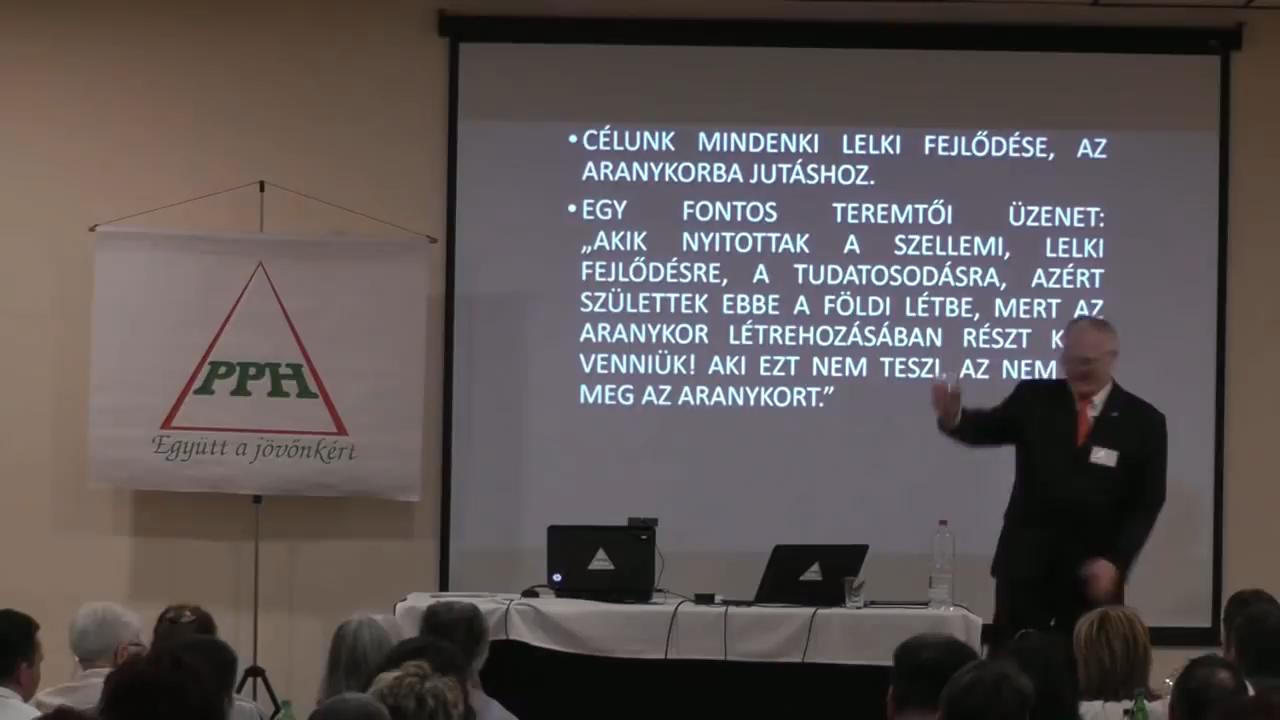 • CÉLUNK MINDENKI LELKI FEJLŐDÉSE, AZ
ARANYKORBA JUTÁSHOZ.
• EGY FONTOS TEREMTŐI ÜZENET:
„AKIK NYITOTTAK A SZELLEMI, LELKI
FEJLŐDÉSRE, A TUDATOSODÁSRA, AZÉRT
SZÜLETTEK EBBE A FÖLDI LÉTBE, MERT AZ
ARANYKOR LÉTREHOZÁSÁBAN RÉSZT
VENNIÜK! AKI EZT NEM TESZI, AZ NEM
MEG AZ ARANYKORT.”
PPH
Együtt a jövőnkért